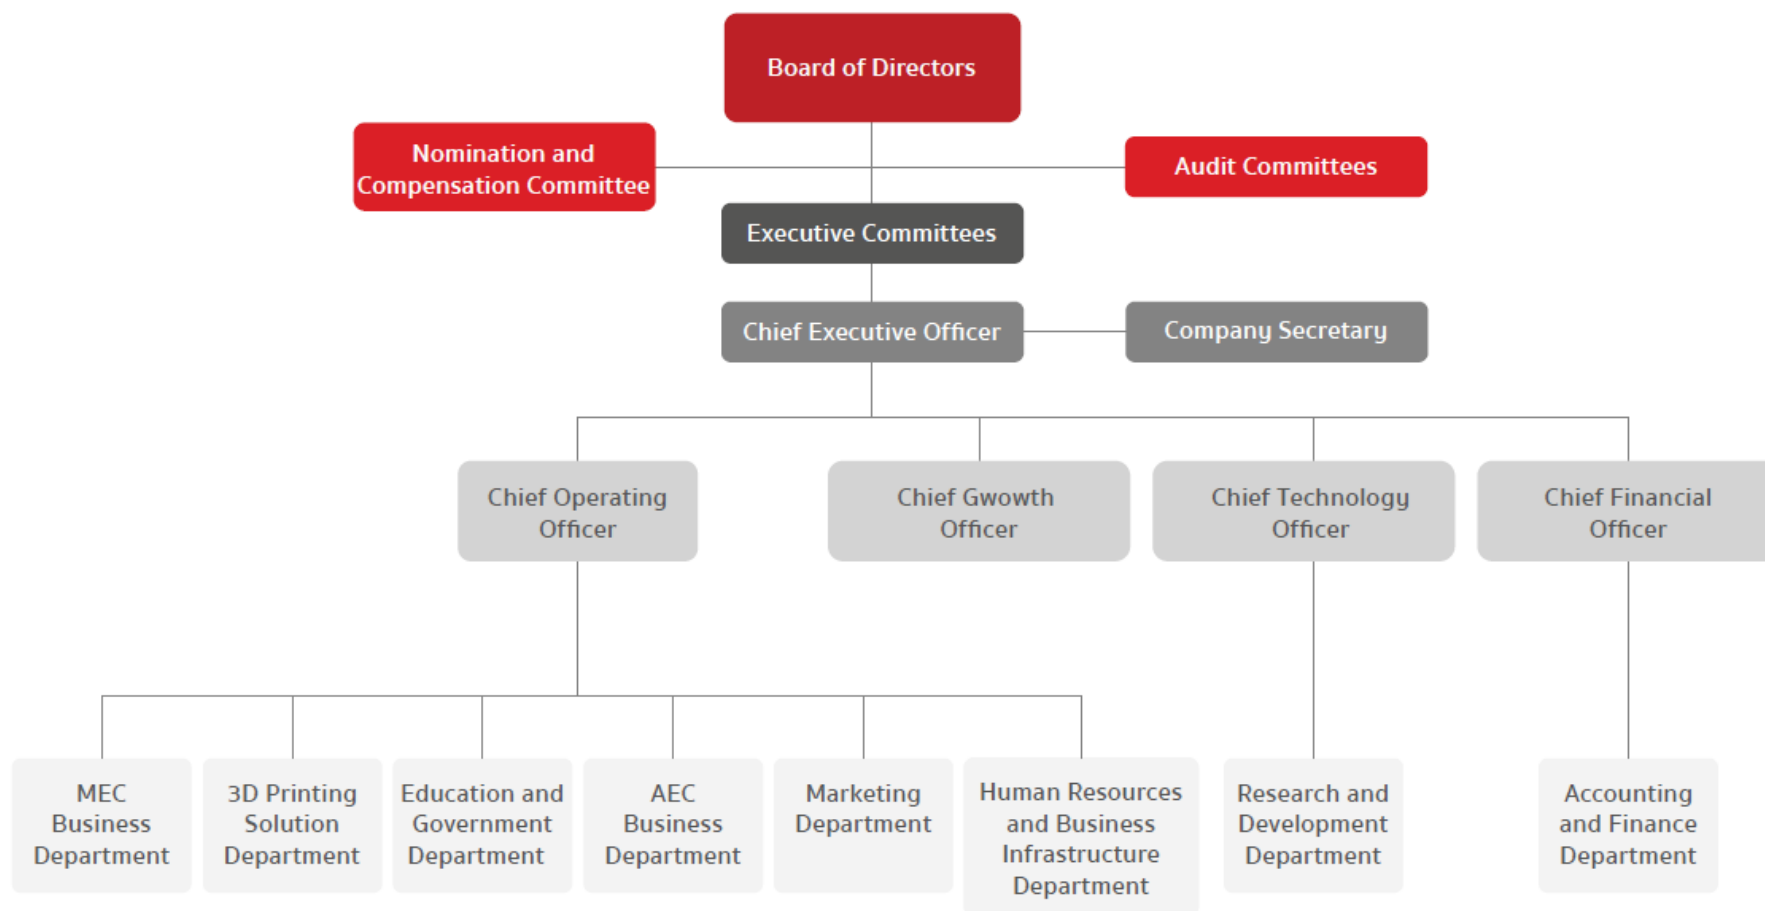 Board of Directors
Nomination and
Compensation Committee
Audit Committees
Executive Committees
Chief Executive Officer
Company Secretary
Chief Operating
Officer
Chief Gwowth
Officer
Chief Technology
Officer
Chief Financial
Officer
MEC
Business
Department
3D Printing
Solution
Department
Education and
Government
Department
AEC
Business
Department
Marketing
Department
Human Resources
and Business
Infrastructure
Department
Research and
Development
Department
Accounting
and Finance
Department